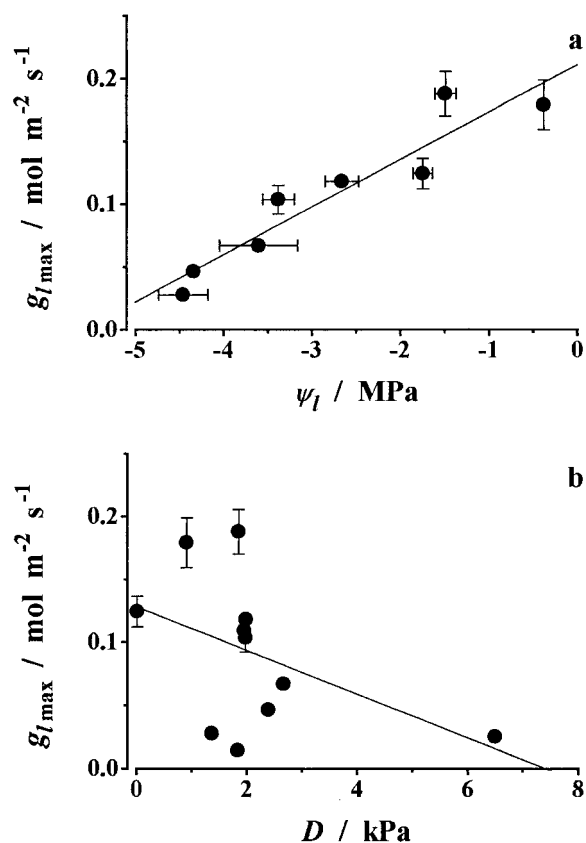 a
0.2
0.1
0.0
g_l max / mol m⁻² s⁻¹
-5 -4 -3 -2 -1 0
ψ_l / MPa
b
0.2
0.1
0.0
g_l max / mol m⁻² s⁻¹
0 2 4 6 8
D / kPa